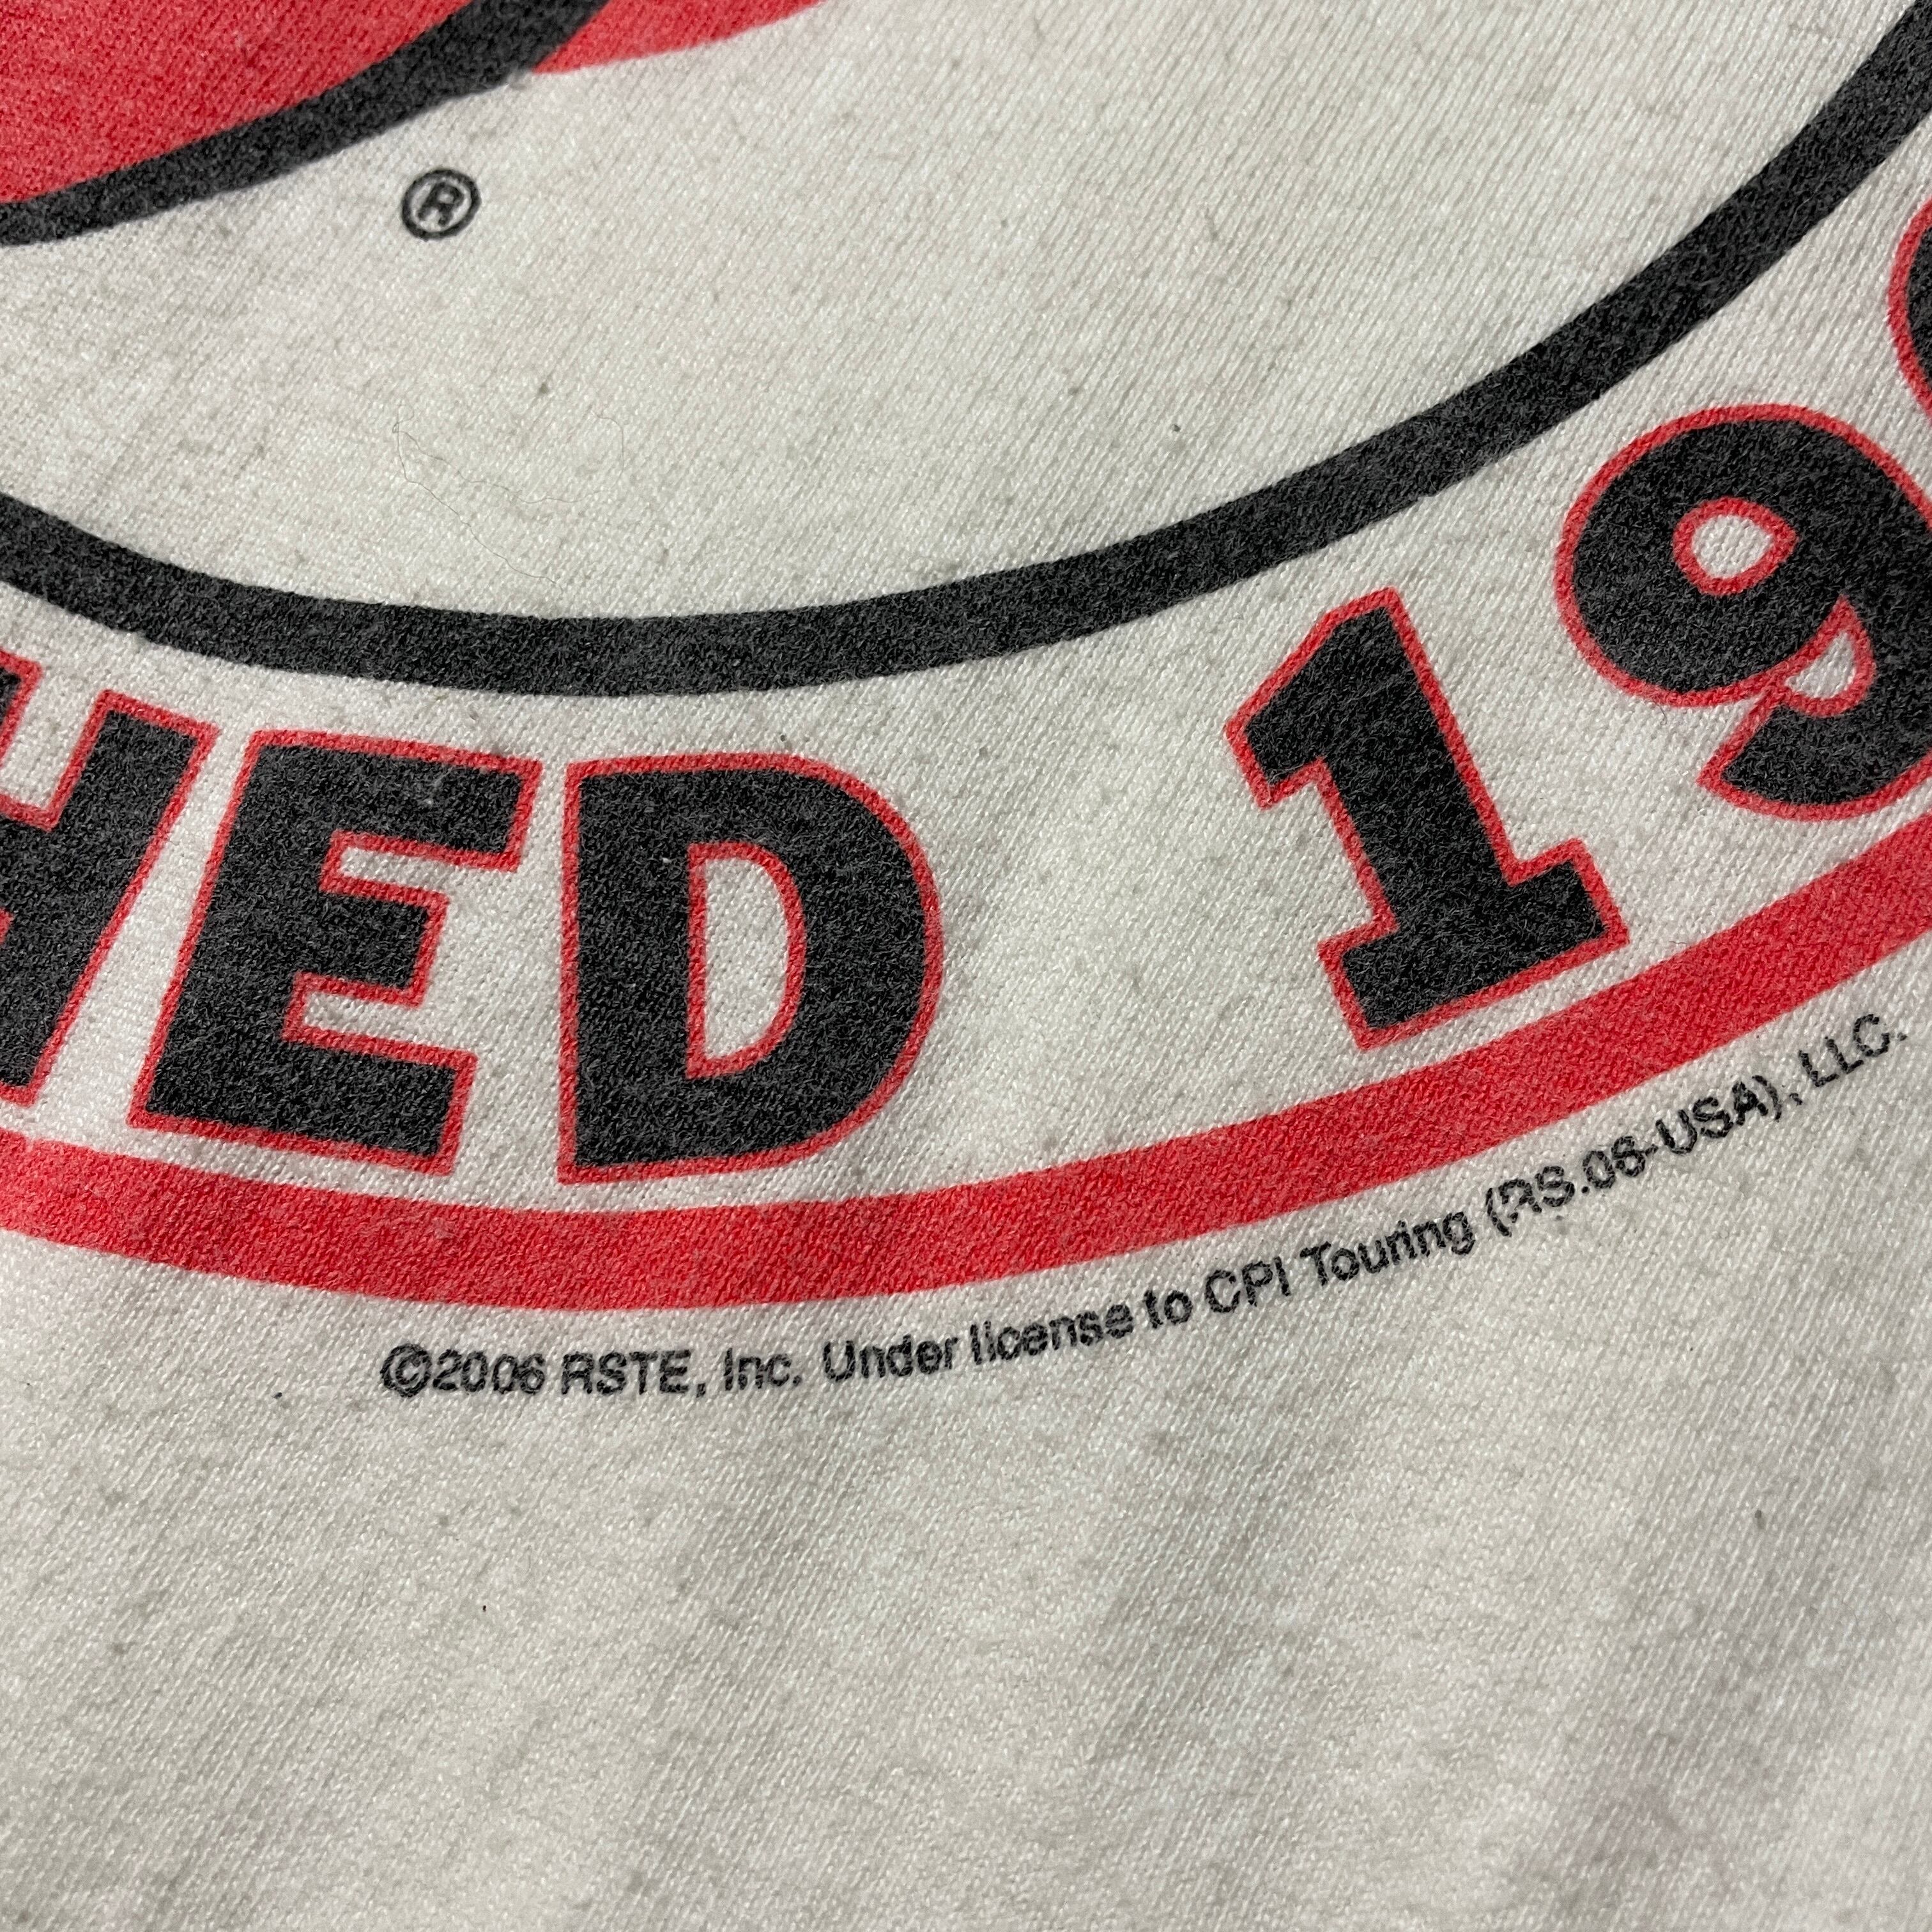 ®
HED 19
©2006 RSTE, Inc. Under license to CPI Touring (RS.06-USA), LLC.